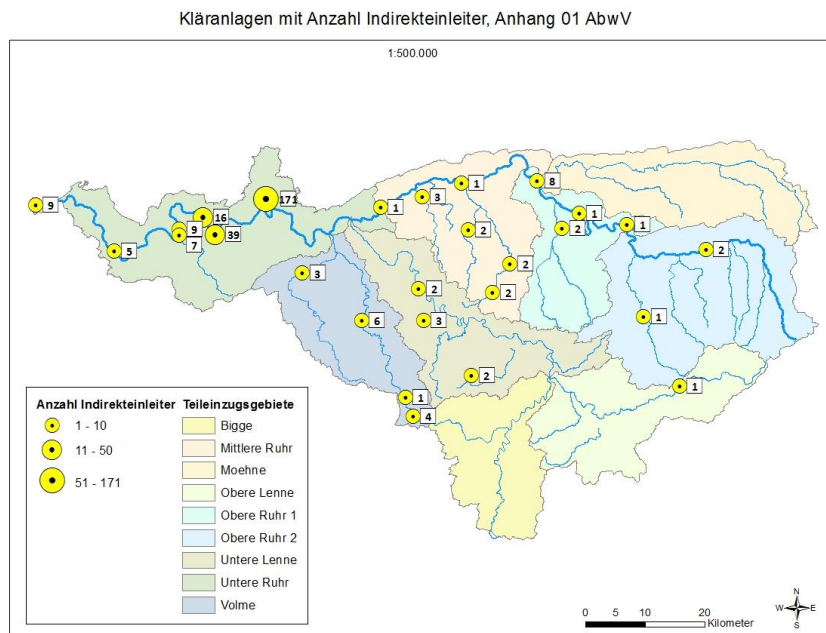 Kläranlagen mit Anzahl Indirekteinleiter, Anhang 01 AbwV
1:500.000
171
8
1
3
9
1
1
16
1
9
39
2
2
7
5
2
2
3
2
2
1
6
3
2
1
1
4
Anzahl Indirekteinleiter
1 - 10
11 - 50
51 - 171
Teileinzugsgebiete
Bigge
Mittlere Ruhr
Moehne
Obere Lenne
Obere Ruhr 1
Obere Ruhr 2
Untere Lenne
Untere Ruhr
Volme
N
W E
S
0 5 10 20
Kilometer